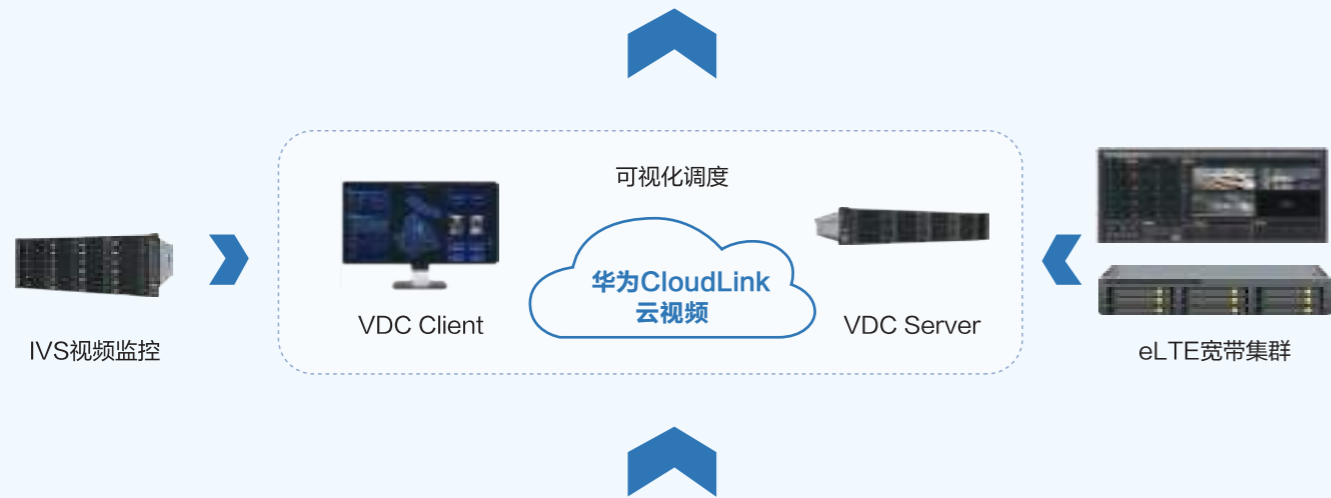 可视化调度
华为CloudLink
云视频
VDC Client
VDC Server
IVS视频监控
eLTE宽带集群